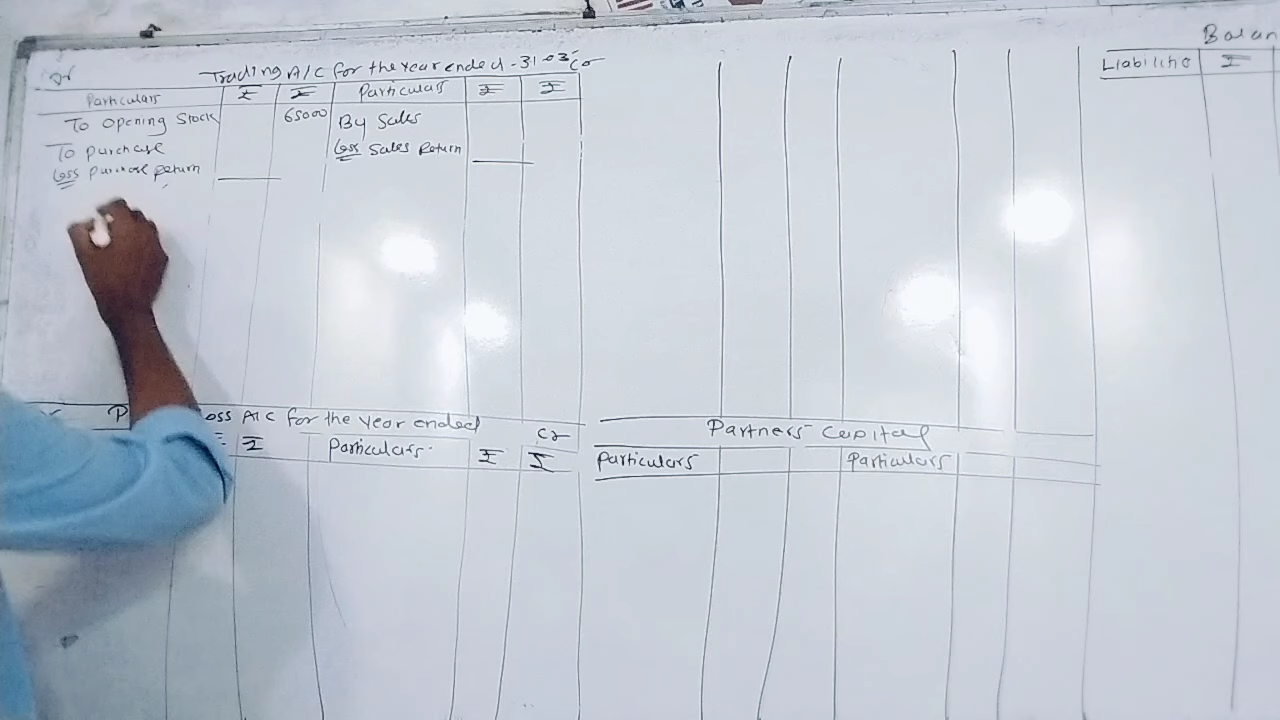 Dr
Trading A/C for the year ended - 31-03 Cr
Particulars ₹ ₹ Particulars ₹ ₹
To Opening Stock 65000 By Sales
To purchase Less Sales Return
Less purchase Return
oss A/C for the year ended
Cr
₹ Particulars ₹ ₹
Partners Capital
Particulars Particulars
Balan
Liabilitie ₹